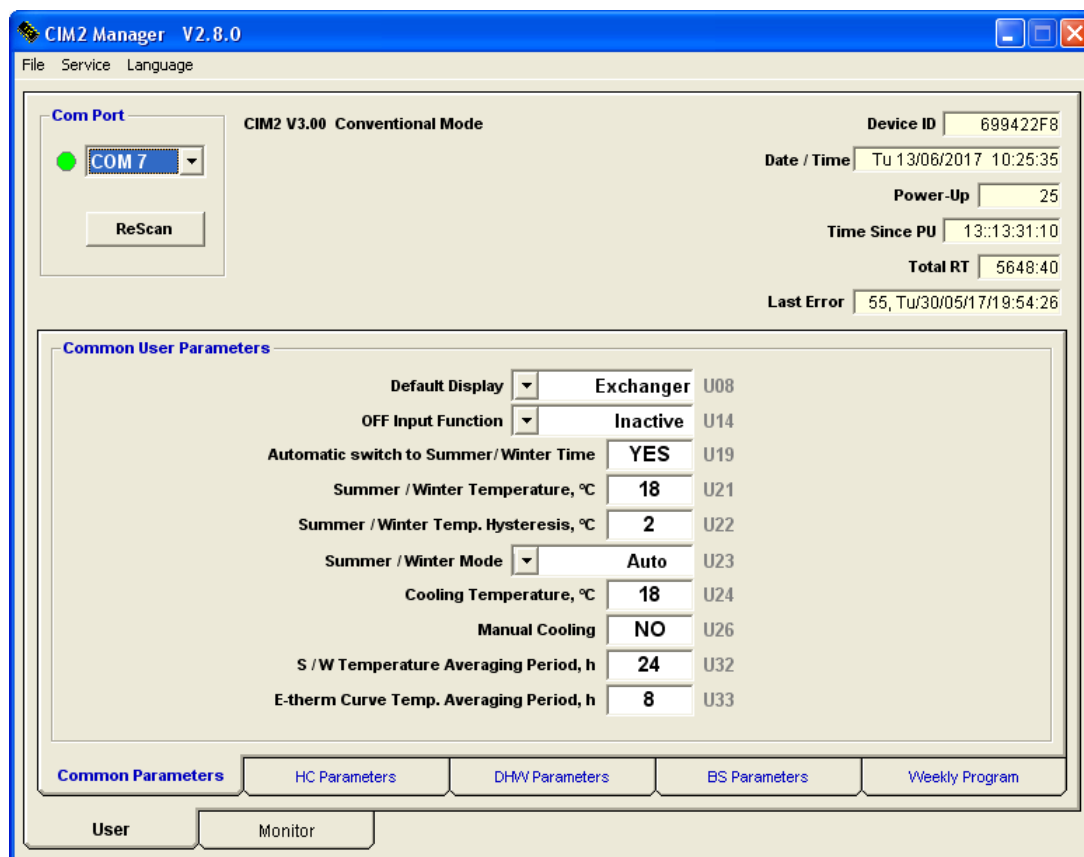 CIM2 Manager V2.8.0
File Service Language
Com Port
CIM2 V3.00 Conventional Mode
Device ID 699422F8
COM 7
Date / Time Tu 13/06/2017 10:25:35
Power-Up 25
ReScan
Time Since PU 13::13:31:10
Total RT 5648:40
Last Error 55, Tu/30/05/17/19:54:26
Common User Parameters
Default Display Exchanger U08
OFF Input Function Inactive U14
Automatic switch to Summer/Winter Time YES U19
Summer / Winter Temperature, ºC 18 U21
Summer / Winter Temp. Hysteresis, ºC 2 U22
Summer / Winter Mode Auto U23
Cooling Temperature, ºC 18 U24
Manual Cooling NO U26
S / W Temperature Averaging Period, h 24 U32
E-therm Curve Temp. Averaging Period, h 8 U33
Common Parameters HC Parameters DHW Parameters BS Parameters Weekly Program
User Monitor